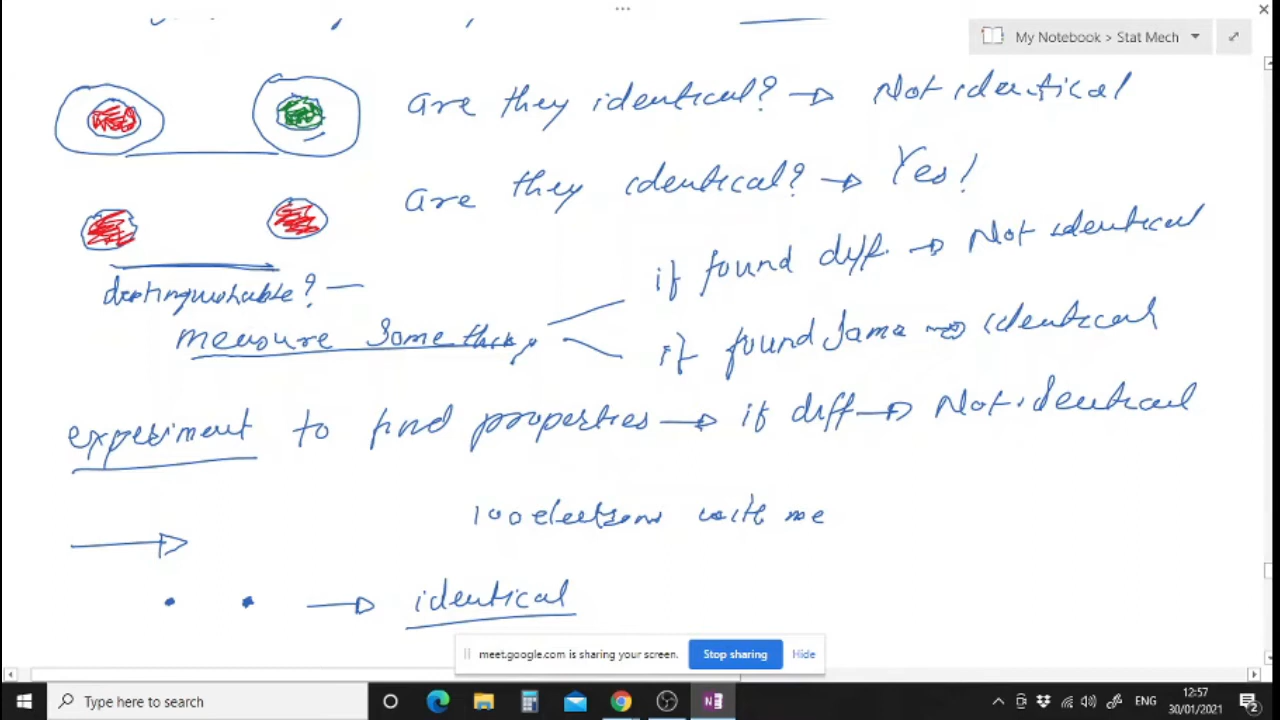 My Notebook > Stat Mech
are they identical? → Not identical
are they identical? → Yes!
distinguishable? —
if found diff. → Not identical
measure Something
if found Same → identical
experiment to find properties → if diff → Not identical
100 electrons with me
→ identical
meet.google.com is sharing your screen. Stop sharing Hide
Type here to search
ENG
12:57
30/01/2021
2